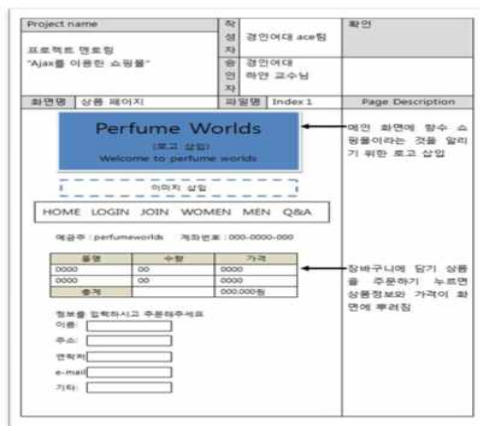 Project name
프로젝트 멘토링
"Ajax를 이용한 쇼핑몰"
작성자
경인여대 ace팀
확인
승인자
경인여대
하연 교수님
화면명 상품 페이지 파일명 Index1 Page Description
Perfume Worlds
(로고 삽입)
Welcome to perfume worlds
이미지 삽입
HOME LOGIN JOIN WOMEN MEN Q&A
예금주 : perfumeworlds 계좌번호 : 000-0000-000
품명 수량 가격
0000 00 0000
0000 00 0000
총계 000.000원
정보를 입력하시고 주문해주세요
이름:
주소:
연락처
e-mail
기타:
메인 화면에 향수 쇼
핑몰이라는 것을 알리
기 위한 로고 삽입
장바구니에 담기 상품
을 주문하기 누르면
상품정보와 가격이 화
면에 뿌려짐